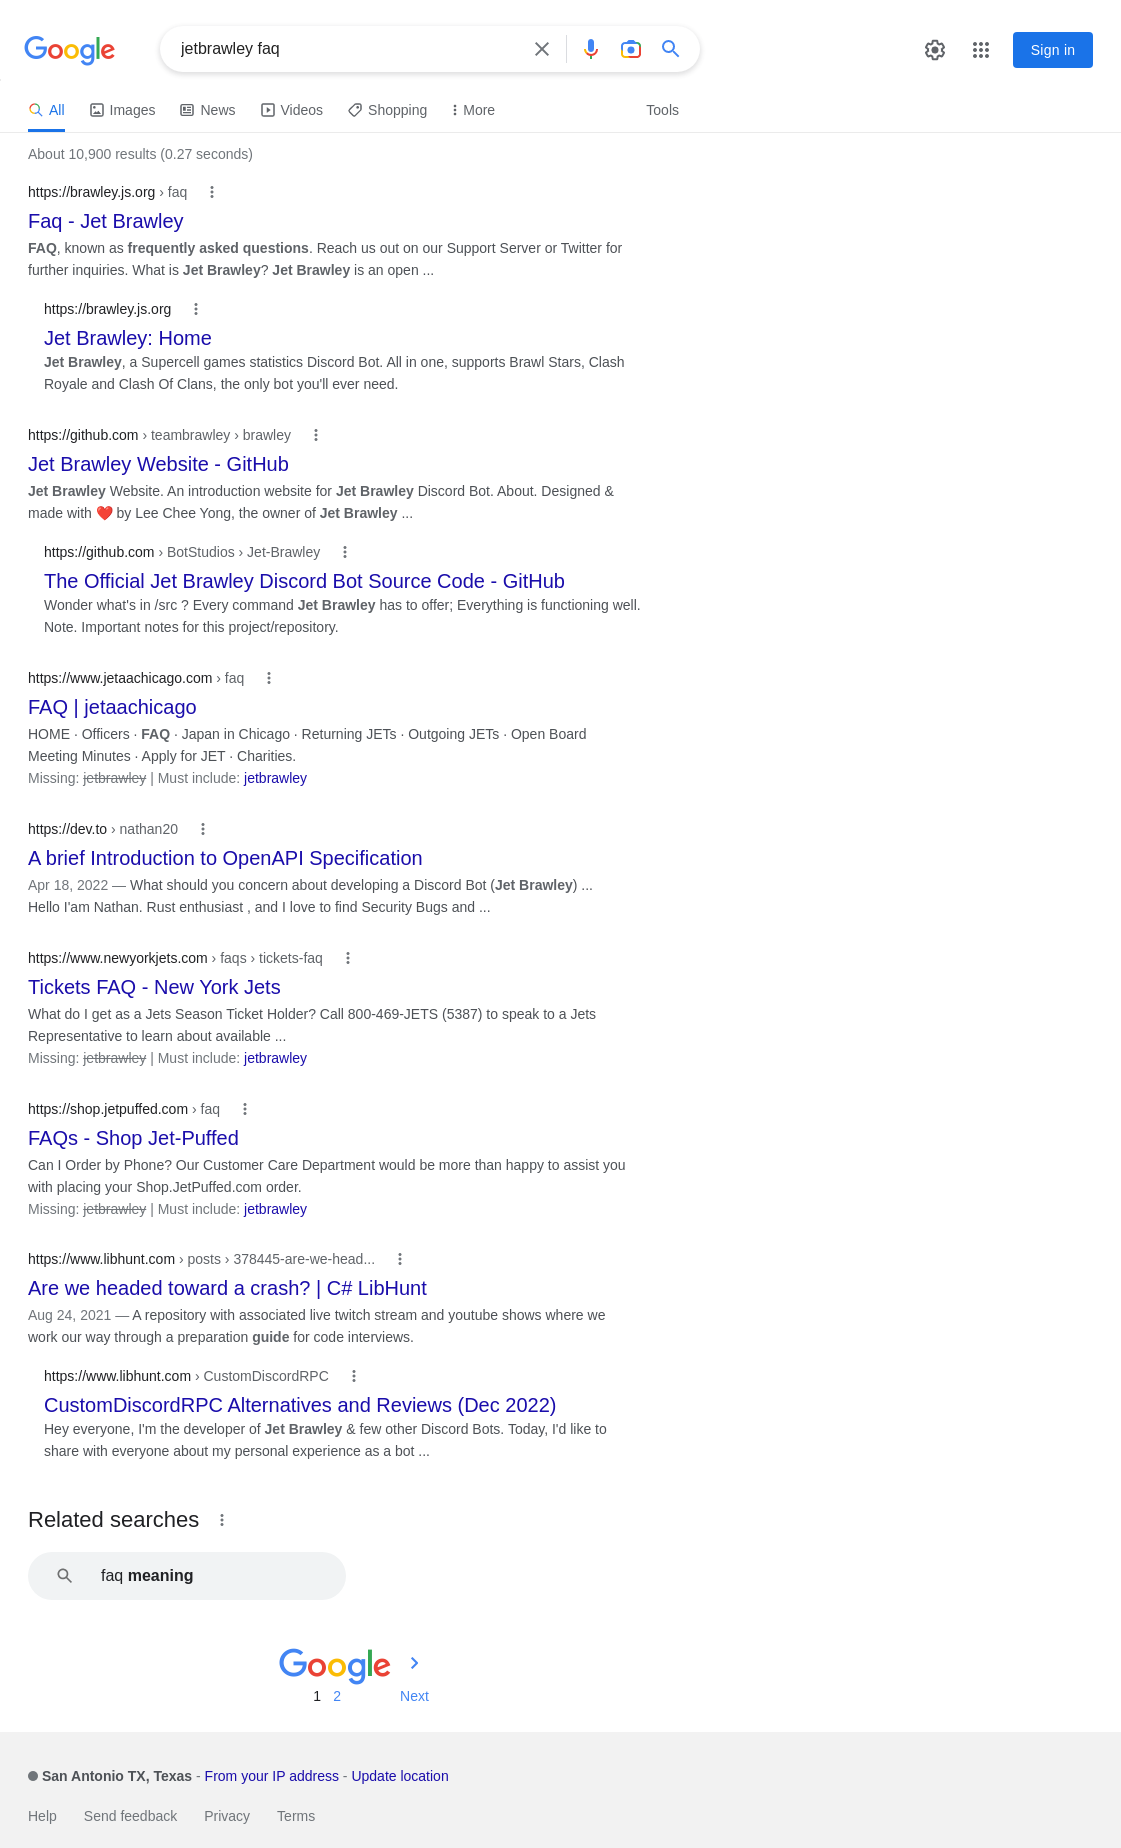 Google
jetbrawley faq
Sign in
All Images News Videos Shopping More Tools
About 10,900 results (0.27 seconds)
https://brawley.js.org › faq
Faq - Jet Brawley
FAQ, known as frequently asked questions. Reach us out on our Support Server or Twitter for
further inquiries. What is Jet Brawley? Jet Brawley is an open ...
https://brawley.js.org
Jet Brawley: Home
Jet Brawley, a Supercell games statistics Discord Bot. All in one, supports Brawl Stars, Clash
Royale and Clash Of Clans, the only bot you'll ever need.
https://github.com › teambrawley › brawley
Jet Brawley Website - GitHub
Jet Brawley Website. An introduction website for Jet Brawley Discord Bot. About. Designed &
made with ❤️ by Lee Chee Yong, the owner of Jet Brawley ...
https://github.com › BotStudios › Jet-Brawley
The Official Jet Brawley Discord Bot Source Code - GitHub
Wonder what's in /src ? Every command Jet Brawley has to offer; Everything is functioning well.
Note. Important notes for this project/repository.
https://www.jetaachicago.com › faq
FAQ | jetaachicago
HOME · Officers · FAQ · Japan in Chicago · Returning JETs · Outgoing JETs · Open Board
Meeting Minutes · Apply for JET · Charities.
Missing: jetbrawley | Must include: jetbrawley
https://dev.to › nathan20
A brief Introduction to OpenAPI Specification
Apr 18, 2022 — What should you concern about developing a Discord Bot (Jet Brawley) ...
Hello I'am Nathan. Rust enthusiast , and I love to find Security Bugs and ...
https://www.newyorkjets.com › faqs › tickets-faq
Tickets FAQ - New York Jets
What do I get as a Jets Season Ticket Holder? Call 800-469-JETS (5387) to speak to a Jets
Representative to learn about available ...
Missing: jetbrawley | Must include: jetbrawley
https://shop.jetpuffed.com › faq
FAQs - Shop Jet-Puffed
Can I Order by Phone? Our Customer Care Department would be more than happy to assist you
with placing your Shop.JetPuffed.com order.
Missing: jetbrawley | Must include: jetbrawley
https://www.libhunt.com › posts › 378445-are-we-head...
Are we headed toward a crash? | C# LibHunt
Aug 24, 2021 — A repository with associated live twitch stream and youtube shows where we
work our way through a preparation guide for code interviews.
https://www.libhunt.com › CustomDiscordRPC
CustomDiscordRPC Alternatives and Reviews (Dec 2022)
Hey everyone, I'm the developer of Jet Brawley & few other Discord Bots. Today, I'd like to
share with everyone about my personal experience as a bot ...
Related searches
faq meaning
Google
1 2 Next
San Antonio TX, Texas - From your IP address - Update location
Help Send feedback Privacy Terms